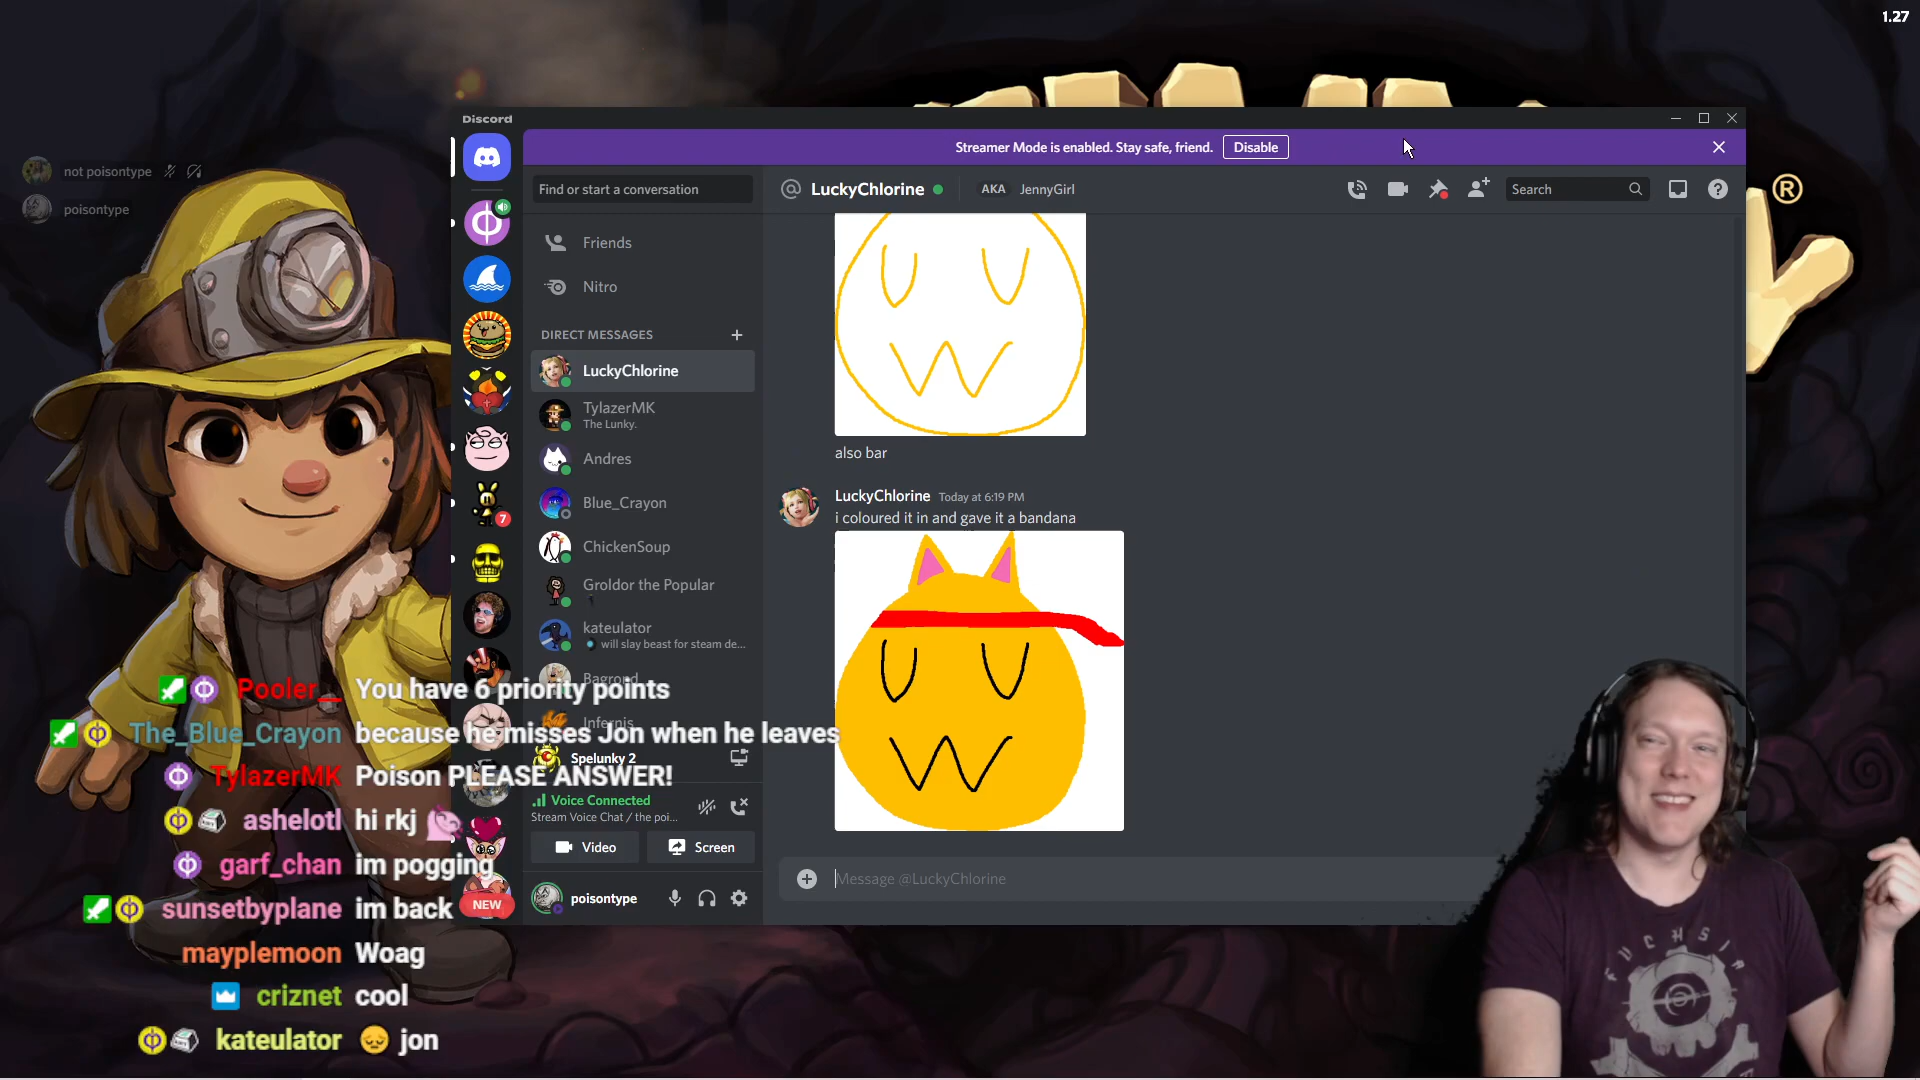 1.27
Discord
Streamer Mode is enabled. Stay safe, friend.
Disable
not poisontype
poisontype
Find or start a conversation
LuckyChlorine
AKA
JennyGirl
Search
®
Friends
Nitro
DIRECT MESSAGES
LuckyChlorine
TylazerMK
The Lunky.
Andres
Blue_Crayon
ChickenSoup
Groldor the Popular
kateulator
will slay beast for steam de...
Infernis
Spelunky 2
Voice Connected
Stream Voice Chat / the poi...
Video
Screen
poisontype
7
NEW
also bar
LuckyChlorine Today at 6:19 PM
i coloured it in and gave it a bandana
Message @LuckyChlorine
Pooler_ You have 6 priority points
The_Blue_Crayon because he misses Jon when he leaves
TylazerMK Poison PLEASE ANSWER!
ashelotl hi rkj
garf_chan im pogging
sunsetbyplane im back
mayplemoon Woag
criznet cool
kateulator jon
FUCHSIA